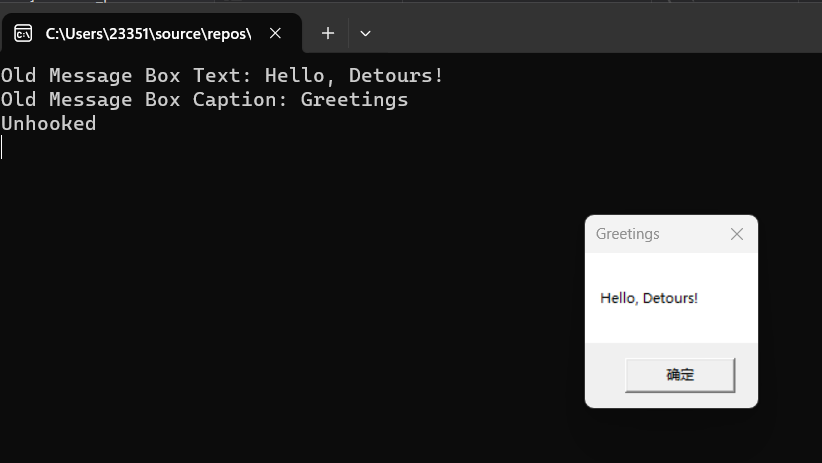 C:\Users\23351\source\repos\
Old Message Box Text: Hello, Detours!
Old Message Box Caption: Greetings
Unhooked
Greetings
Hello, Detours!
确定